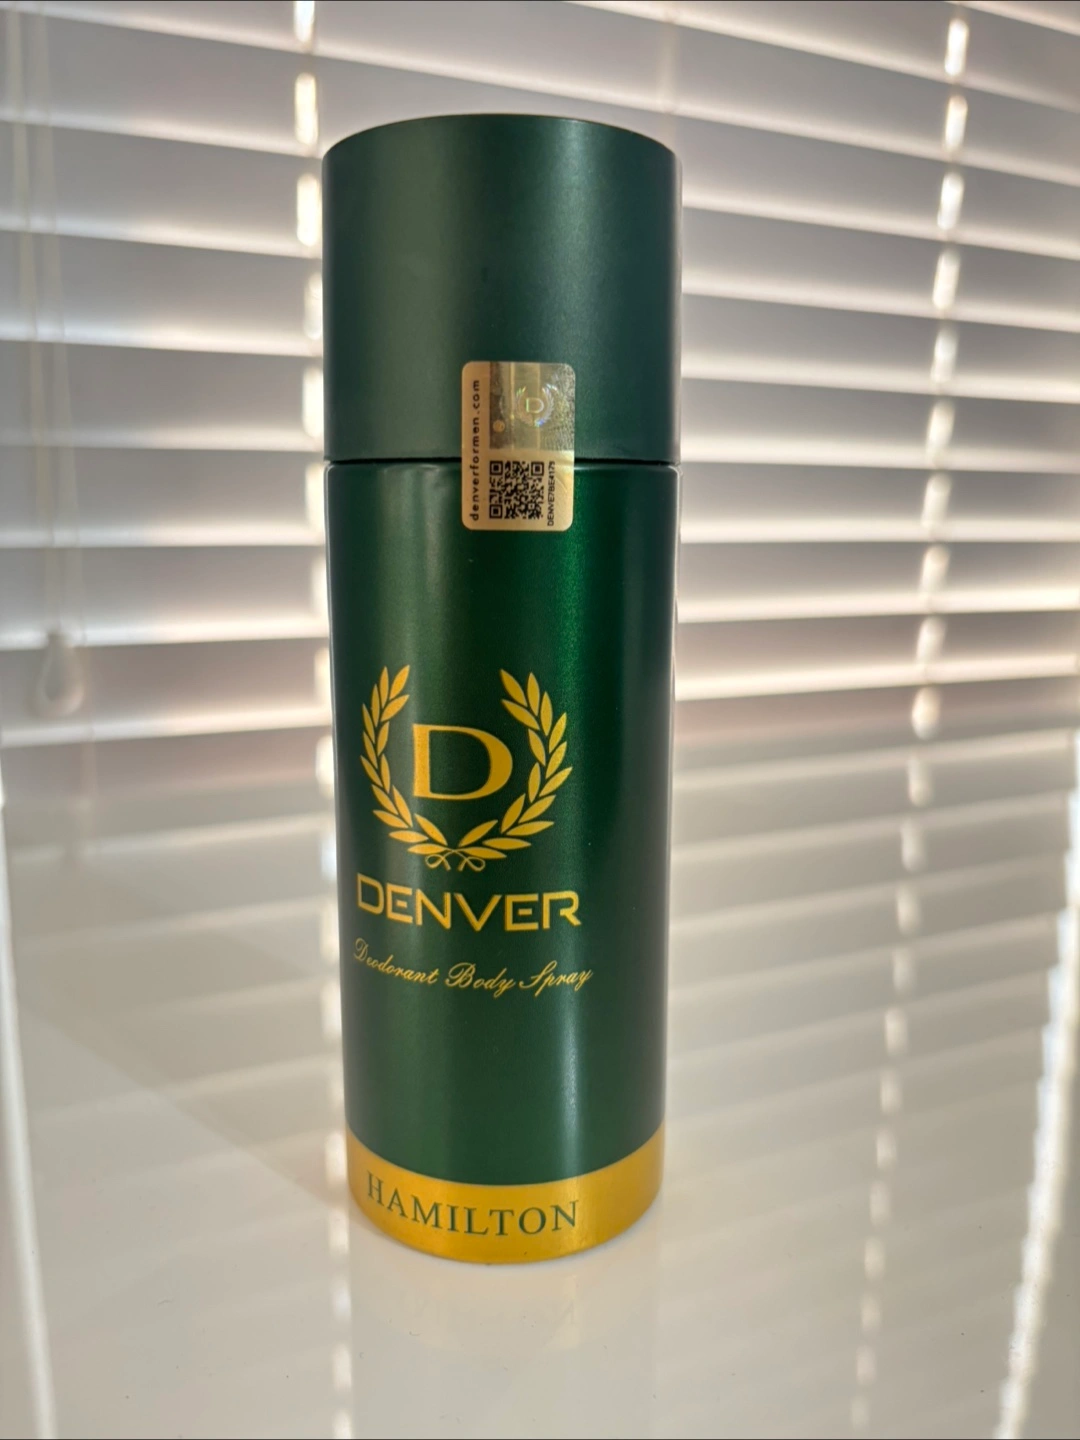 denverformen.com
D
D
DENVER
Deodorant Body Spray
HAMILTON